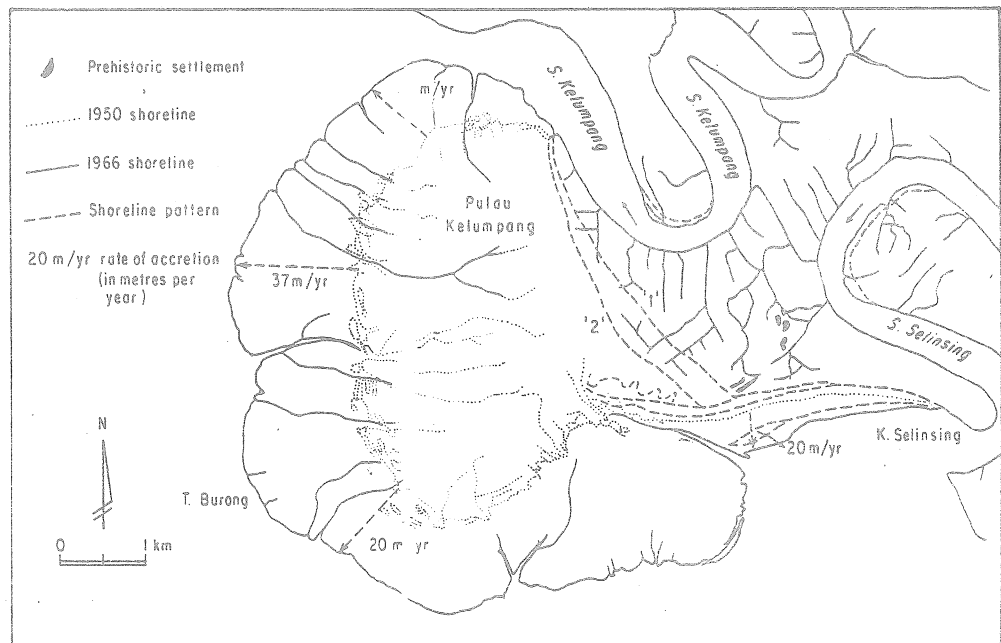 Prehistoric settlement
1950 shoreline
1966 shoreline
Shoreline pattern
20 m/yr rate of accretion
(in metres per
year)
m/yr
S. Kelumpang
S. Kelumpang
Pulau
Kelumpang
37m/yr
'1'
'2'
S. Selinsing
K. Selinsing
20m/yr
N
T. Burong
0 1 km
20 m yr